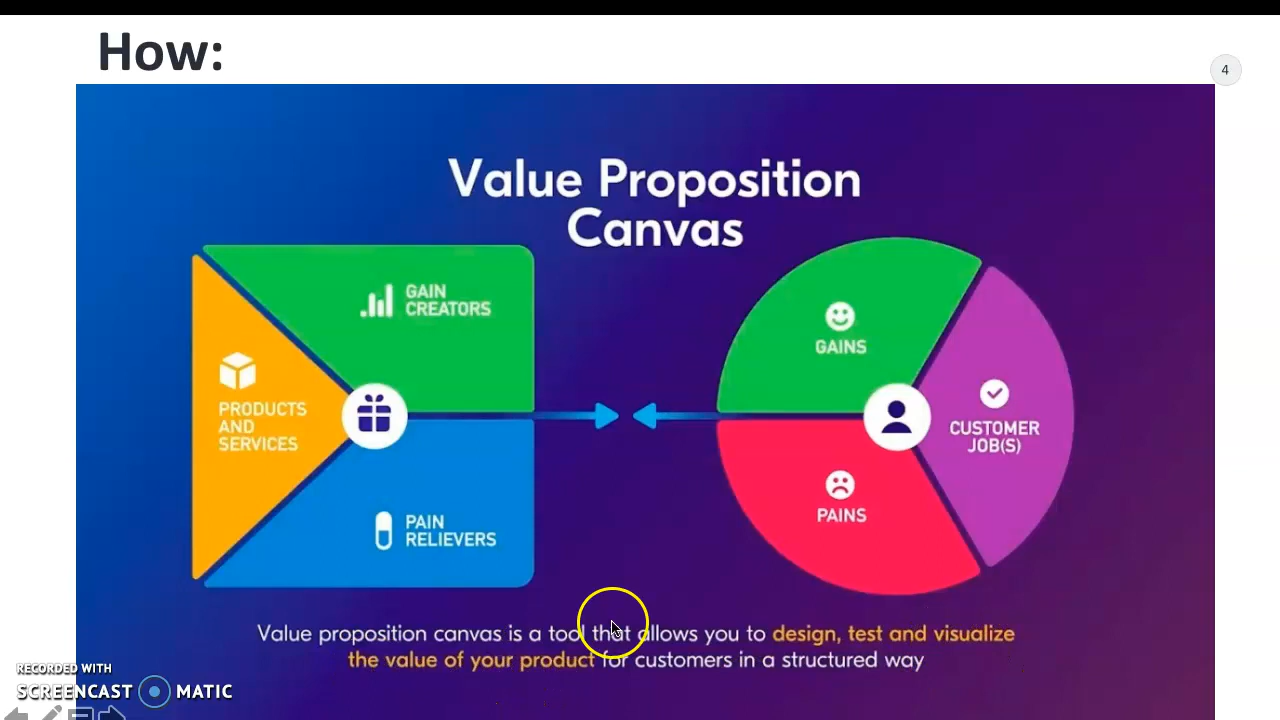 How:
4
Value Proposition
Canvas
GAIN
CREATORS
PRODUCTS
AND
SERVICES
PAIN
RELIEVERS
GAINS
CUSTOMER
JOB(S)
PAINS
Value proposition canvas is a tool that allows you to design, test and visualize
the value of your product for customers in a structured way
RECORDED WITH
SCREENCAST MATIC